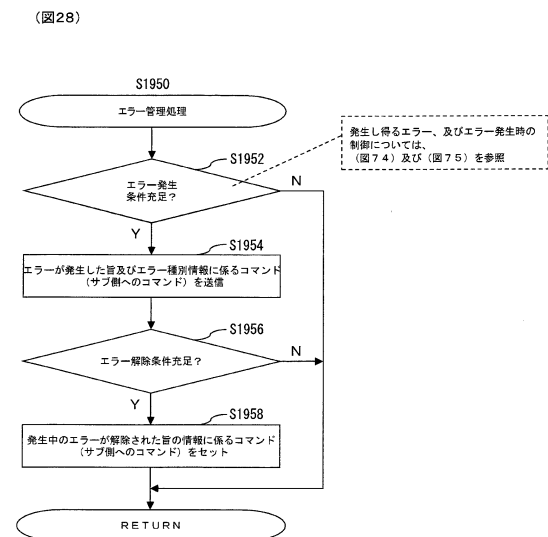 （図28）
S1950
エラー管理処理
発生し得るエラー、及びエラー発生時の
制御については、
（図７４）及び（図７５）を参照
S1952
エラー発生
条件充足？
N
Y
S1954
エラーが発生した旨及びエラー種別情報に係るコマンド
（サブ側へのコマンド）を送信
S1956
エラー解除条件充足？
N
Y
S1958
発生中のエラーが解除された旨の情報に係るコマンド
（サブ側へのコマンド）をセット
RETURN